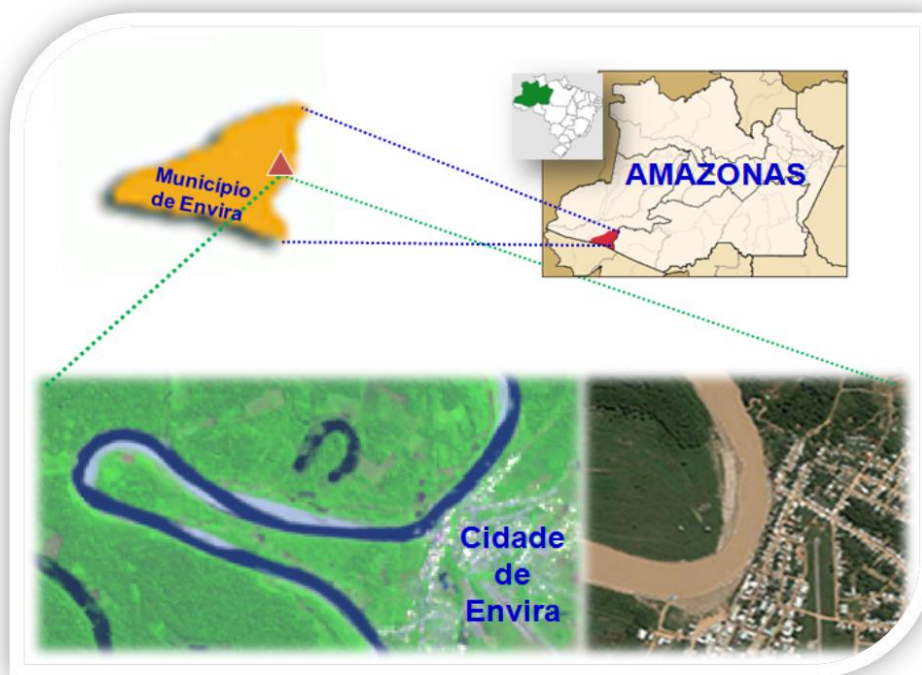 Município
de Envira
AMAZONAS
Cidade
de
Envira